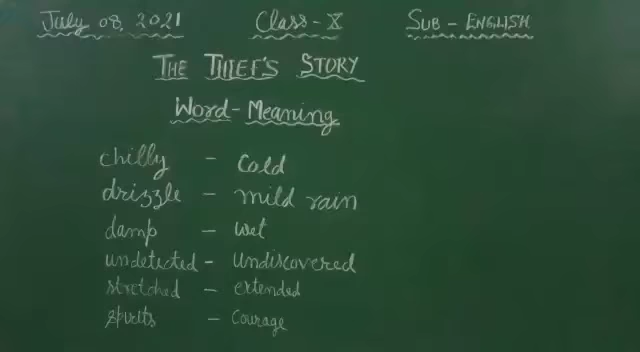 July 08, 2021 Class - X SUB - ENGLISH
THE THIEF'S STORY
Word - Meaning
chilly - Cold
drizzle - mild rain
damp - wet
undetected - undiscovered
stretched - extended
spirits - Courage